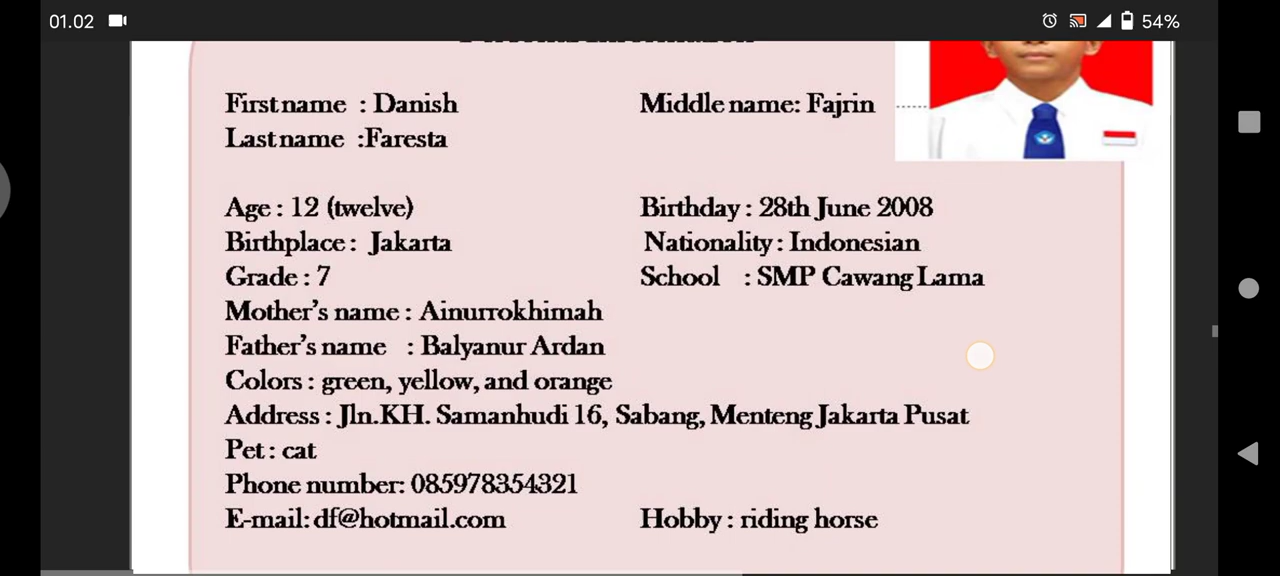 01.02 54%
First name : Danish Middle name: Fajrin
Last name :Faresta
Age : 12 (twelve) Birthday : 28th June 2008
Birthplace : Jakarta Nationality : Indonesian
Grade : 7 School : SMP Cawang Lama
Mother's name : Ainurrokhimah
Father's name : Balyanur Ardan
Colors : green, yellow, and orange
Address : Jln.KH. Samanhudi 16, Sabang, Menteng Jakarta Pusat
Pet : cat
Phone number: 085978354321
E-mail: df@hotmail.com Hobby : riding horse